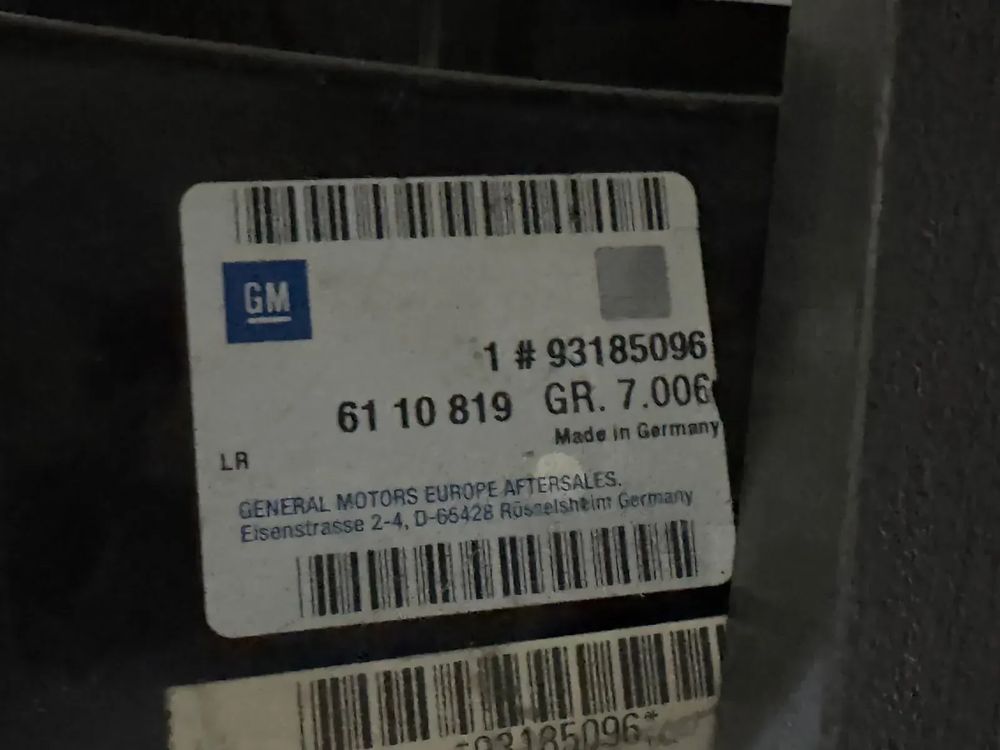 GM
1 # 93185096
61 10 819 GR. 7.006
Made in Germany
LR
GENERAL MOTORS EUROPE AFTERSALES.
Eisenstrasse 2-4, D-65428 Rüsselsheim Germany
*93185096*